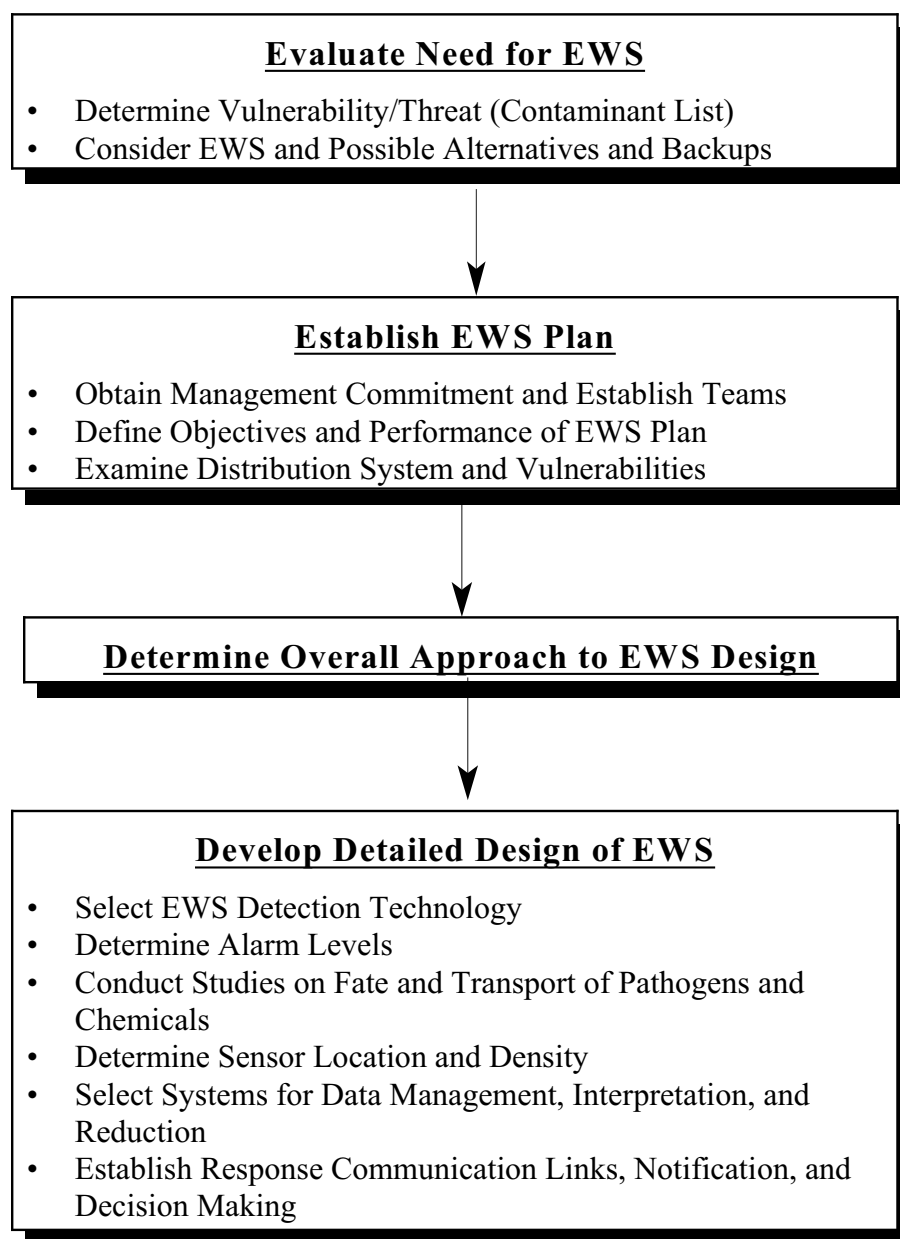 Evaluate Need for EWS
• Determine Vulnerability/Threat (Contaminant List)
• Consider EWS and Possible Alternatives and Backups
Establish EWS Plan
• Obtain Management Commitment and Establish Teams
• Define Objectives and Performance of EWS Plan
• Examine Distribution System and Vulnerabilities
Determine Overall Approach to EWS Design
Develop Detailed Design of EWS
• Select EWS Detection Technology
• Determine Alarm Levels
• Conduct Studies on Fate and Transport of Pathogens and
Chemicals
• Determine Sensor Location and Density
• Select Systems for Data Management, Interpretation, and
Reduction
• Establish Response Communication Links, Notification, and
Decision Making